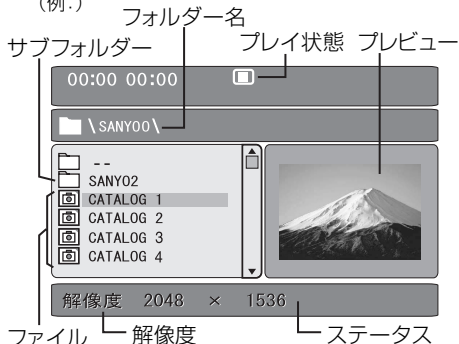 (例.)
フォルダー名
サブフォルダー
プレイ状態 プレビュー
00:00 00:00
\SANYO0\
--
SANYO2
CATALOG 1
CATALOG 2
CATALOG 3
CATALOG 4
解像度 2048 × 1536
ファイル 解像度 ステータス